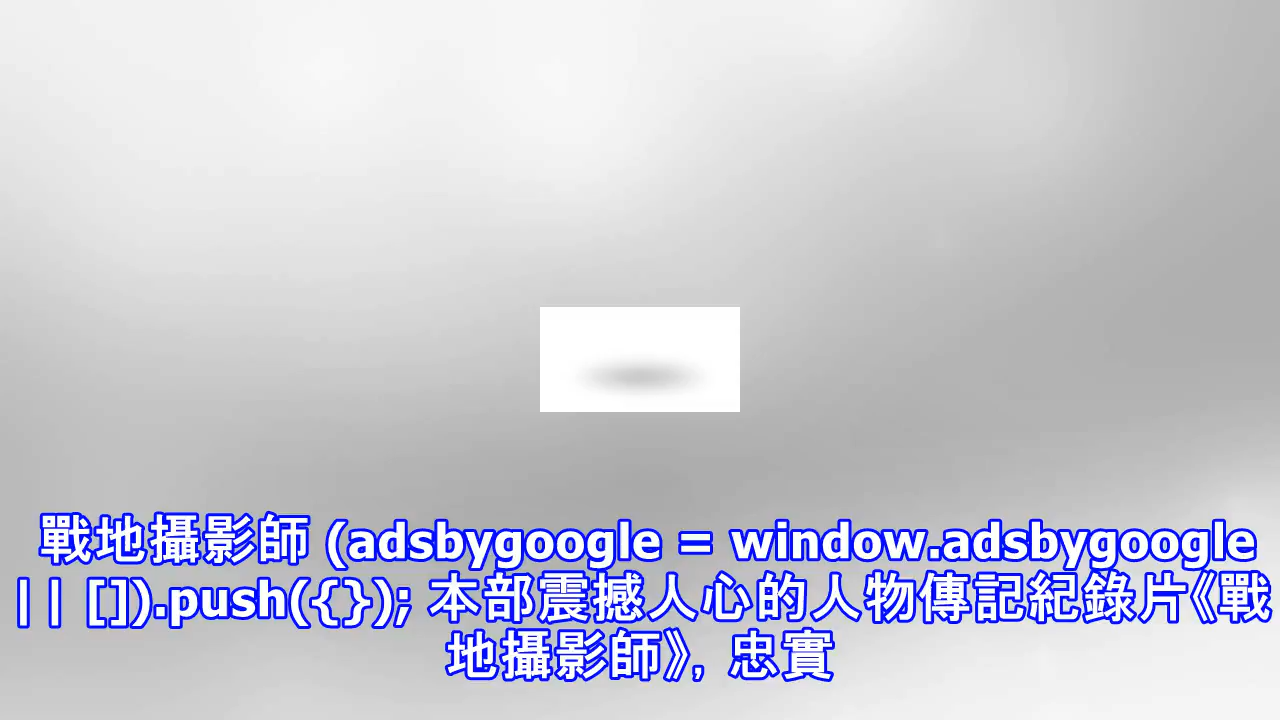 戰地攝影師 (adsbygoogle = window.adsbygoogle
|| []).push({}); 本部震撼人心的人物傳記紀錄片《戰
地攝影師》, 忠實